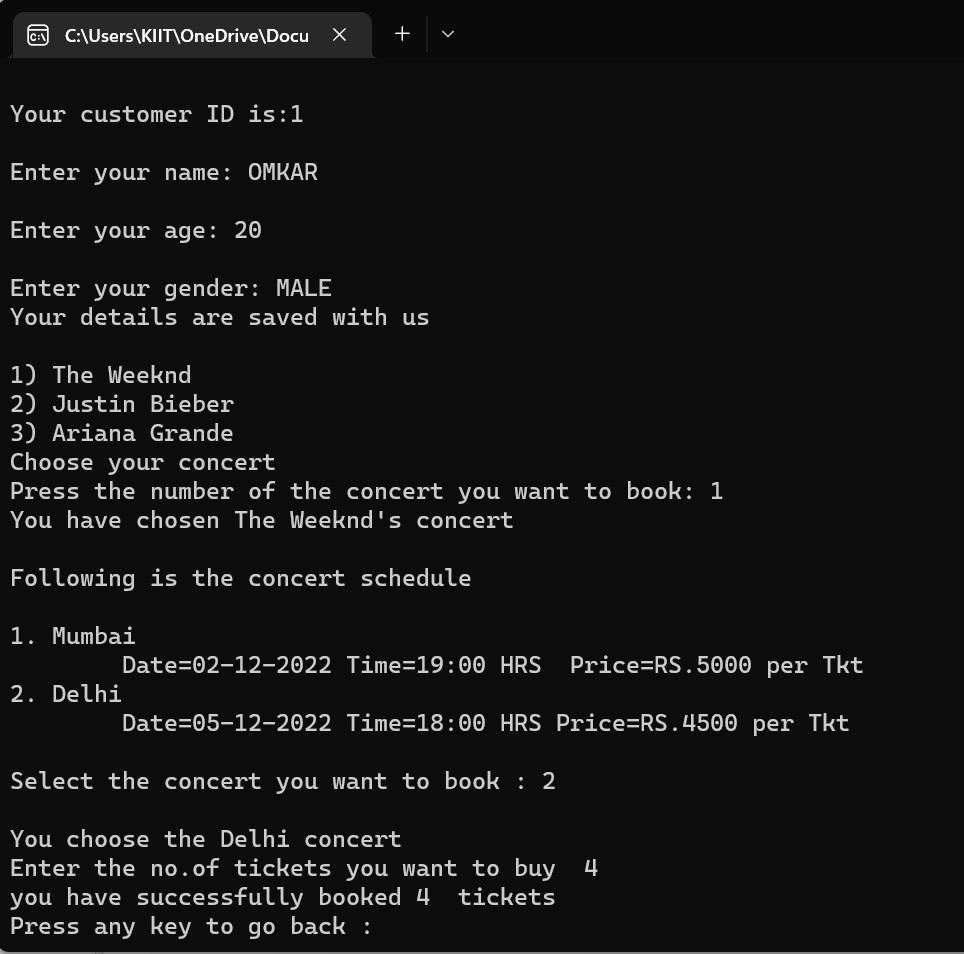 C:\Users\KIIT\OneDrive\Docu
Your customer ID is:1
Enter your name: OMKAR
Enter your age: 20
Enter your gender: MALE
Your details are saved with us
1) The Weeknd
2) Justin Bieber
3) Ariana Grande
Choose your concert
Press the number of the concert you want to book: 1
You have chosen The Weeknd's concert
Following is the concert schedule
1. Mumbai
Date=02-12-2022 Time=19:00 HRS  Price=RS.5000 per Tkt
2. Delhi
Date=05-12-2022 Time=18:00 HRS Price=RS.4500 per Tkt
Select the concert you want to book : 2
You choose the Delhi concert
Enter the no.of tickets you want to buy  4
you have successfully booked 4  tickets
Press any key to go back :